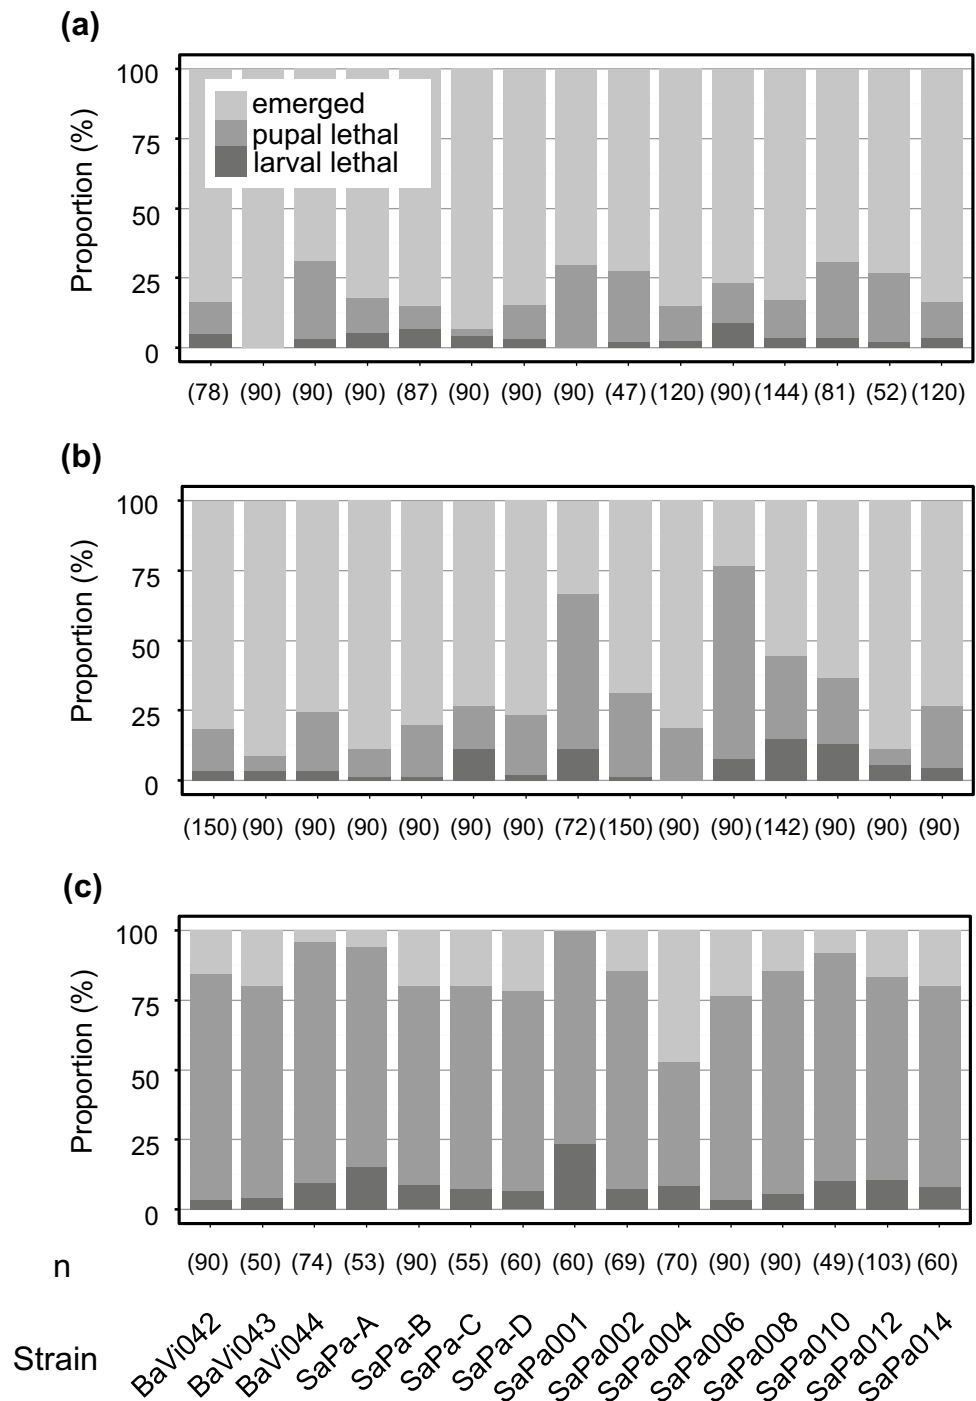 (a)
100
75
50
25
0
Proportion (%)
emerged
pupal lethal
larval lethal
(78) (90) (90) (90) (87) (90) (90) (90) (47) (120) (90) (144) (81) (52) (120)
(b)
100
75
50
25
0
Proportion (%)
(150) (90) (90) (90) (90) (90) (90) (72) (150) (90) (90) (142) (90) (90) (90)
(c)
100
75
50
25
0
Proportion (%)
n (90) (50) (74) (53) (90) (55) (60) (60) (69) (70) (90) (90) (49) (103) (60)
Strain BaVi042 BaVi043 BaVi044 SaPa-A SaPa-B SaPa-C SaPa-D SaPa001 SaPa002 SaPa004 SaPa006 SaPa008 SaPa010 SaPa012 SaPa014